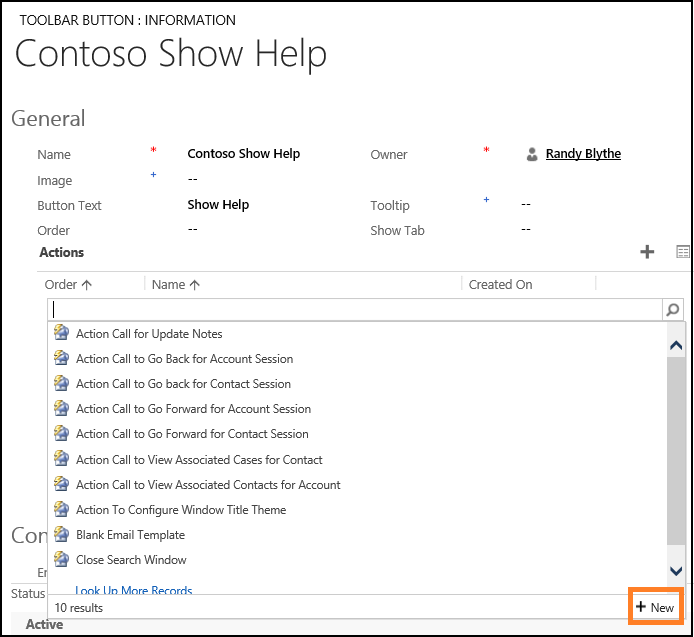 TOOLBAR BUTTON : INFORMATION
Contoso Show Help
General
Name * Contoso Show Help Owner * Randy Blythe
Image + --
Button Text Show Help Tooltip + --
Order -- Show Tab --
Actions
Order Name Created On
Action Call for Update Notes
Action Call to Go Back for Account Session
Action Call to Go back for Contact Session
Action Call to Go Forward for Account Session
Action Call to Go Forward for Contact Session
Action Call to View Associated Cases for Contact
Action Call to View Associated Contacts for Account
Action To Configure Window Title Theme
Blank Email Template
Close Search Window
Look Up More Records
10 results + New
Status
Active